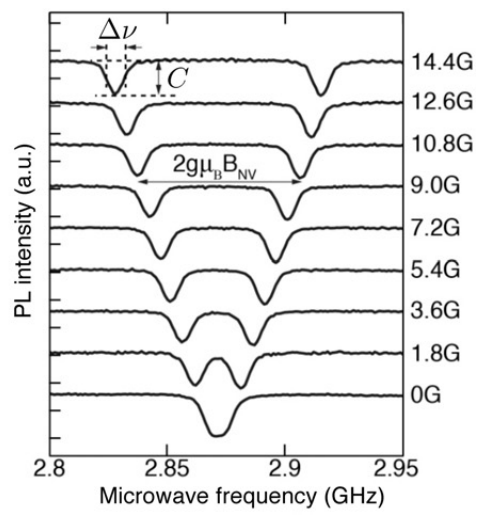 Δν
C
14.4G
12.6G
10.8G
2gμ_B B_NV
9.0G
7.2G
5.4G
3.6G
1.8G
0G
PL intensity (a.u.)
2.8 2.85 2.9 2.95
Microwave frequency (GHz)